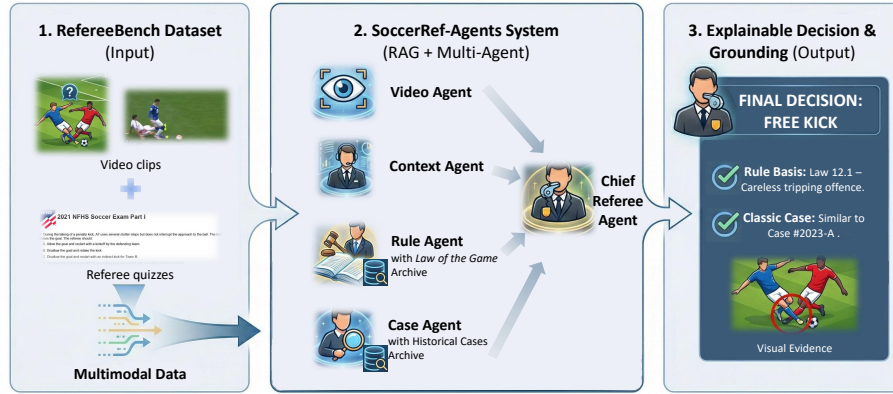 1. RefereeBench Dataset
(Input)
?
Video clips
2021 NFHS Soccer Exam Part I
Referee quizzes
Multimodal Data
2. SoccerRef-Agents System
(RAG + Multi-Agent)
Video Agent
Context Agent
Rule Agent
with Law of the Game
Archive
Case Agent
with Historical Cases
Archive
Chief
Referee
Agent
3. Explainable Decision &
Grounding (Output)
FINAL DECISION:
FREE KICK
Rule Basis: Law 12.1 –
Careless tripping offence.
Classic Case: Similar to
Case #2023-A .
Visual Evidence